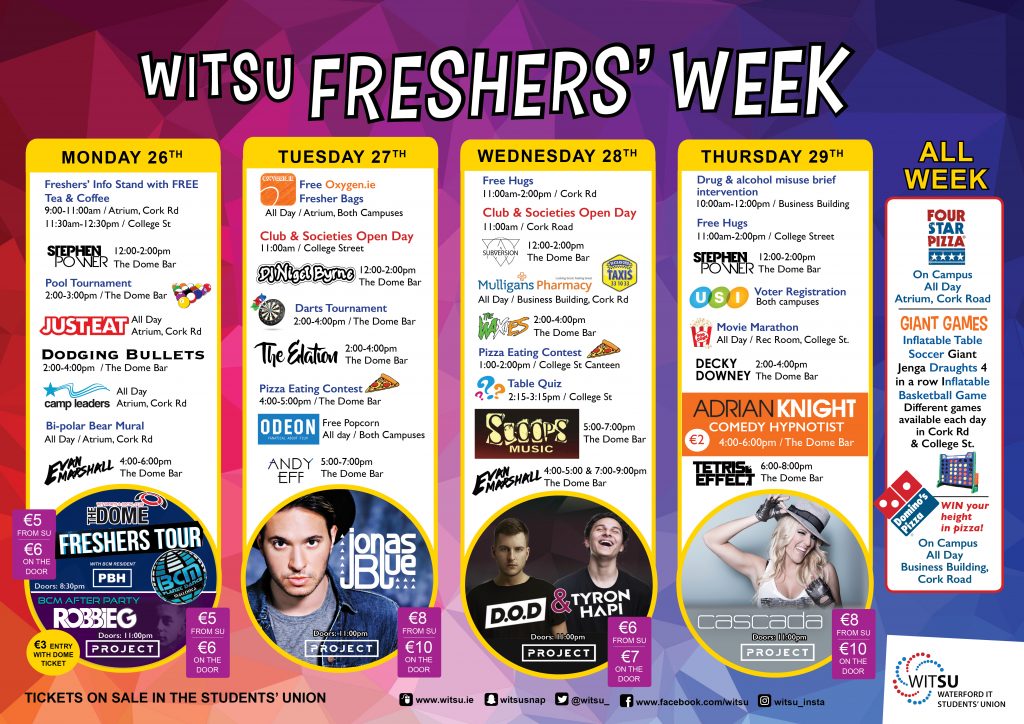 WITSU FRESHERS' WEEK
MONDAY 26TH
Freshers' Info Stand with FREE
Tea & Coffee
9:00-11:00am / Atrium, Cork Rd
11:30am-12:30pm / College St
STEPHEN
POWER
12:00-2:00pm
The Dome Bar
Pool Tournament
2:00-3:00pm / The Dome Bar
JUST EAT
All Day
Atrium, Cork Rd
DODGING BULLETS
2:00-4:00pm / The Dome Bar
camp leaders
All Day
Atrium, Cork Rd
Bi-polar Bear Mural
All Day / Atrium, Cork Rd
EVAN
MARSHALL
4:00-6:00pm
The Dome Bar
€5
FROM SU
€6
ON THE
DOOR
THE DOME
FRESHERS TOUR
WITH BCM RESIDENT
PBH
BCM
Doors: 8:30pm
BCM AFTER PARTY
ROBBIE G
Doors: 11:00pm
PROJECT
€3 ENTRY
WITH DOME
TICKET
€5
FROM SU
€6
ON THE
DOOR
TUESDAY 27TH
OXYGEN.IE
Free Oxygen.ie
Fresher Bags
All Day / Atrium, Both Campuses
Club & Societies Open Day
11:00am / College Street
DJ Nigel Byrne
12:00-2:00pm
The Dome Bar
Darts Tournament
2:00-4:00pm / The Dome Bar
The Edition
2:00-4:00pm
The Dome Bar
Pizza Eating Contest
4:00-5:00pm / The Dome Bar
ODEON
FANATICAL ABOUT FILM
Free Popcorn
All day / Both Campuses
ANDY
EFF
5:00-7:00pm
The Dome Bar
Jonas
Blue
Doors: 11:00pm
PROJECT
€8
FROM SU
€10
ON THE
DOOR
WEDNESDAY 28TH
Free Hugs
11:00am-2:00pm / Cork Rd
Club & Societies Open Day
11:00am / Cork Road
SUBVERSION
12:00-2:00pm
The Dome Bar
Mulligans Pharmacy
TAXIS
All Day / Business Building, Cork Rd
The
WAXIES
2:00-4:00pm
The Dome Bar
Pizza Eating Contest
1:00-2:00pm / College St Canteen
???
Table Quiz
2:15-3:15pm / College St
SCOOPS
MUSIC
5:00-7:00pm
The Dome Bar
EVAN
MARSHALL
4:00-5:00 & 7:00-9:00pm
The Dome Bar
D.O.D & TYRON
HAPI
Doors: 11:00pm
PROJECT
€6
FROM SU
€7
ON THE
DOOR
THURSDAY 29TH
Drug & alcohol misuse brief
intervention
10:00am-12:00pm / Business Building
Free Hugs
11:00am-2:00pm / College Street
STEPHEN
POWER
12:00-2:00pm
The Dome Bar
USI
Voter Registration
Both campuses
Movie Marathon
All Day / Rec Room, College St.
DECKY
DOWNEY
2:00-4:00pm
The Dome Bar
ADRIAN KNIGHT
COMEDY HYPNOTIST
€2
4:00-6:00pm / The Dome Bar
TETRIS
EFFECT
6:00-8:00pm
The Dome Bar
cascada
Doors: 11:00pm
PROJECT
€8
FROM SU
€10
ON THE
DOOR
ALL
WEEK
FOUR
STAR
PIZZA
On Campus
All Day
Atrium, Cork Road
GIANT GAMES
Inflatable Table
Soccer Giant
Jenga Draughts 4
in a row Inflatable
Basketball Game
Different games
available each day
in Cork Rd
& College St.
Domino's
Pizza
WIN your
height
in pizza!
On Campus
All Day
Business Building,
Cork Road
TICKETS ON SALE IN THE STUDENTS' UNION
www.witsu.ie
witsusnap
@witsu_
www.facebook.com/witsu
witsu_insta
WITSU
WATERFORD IT
STUDENTS' UNION